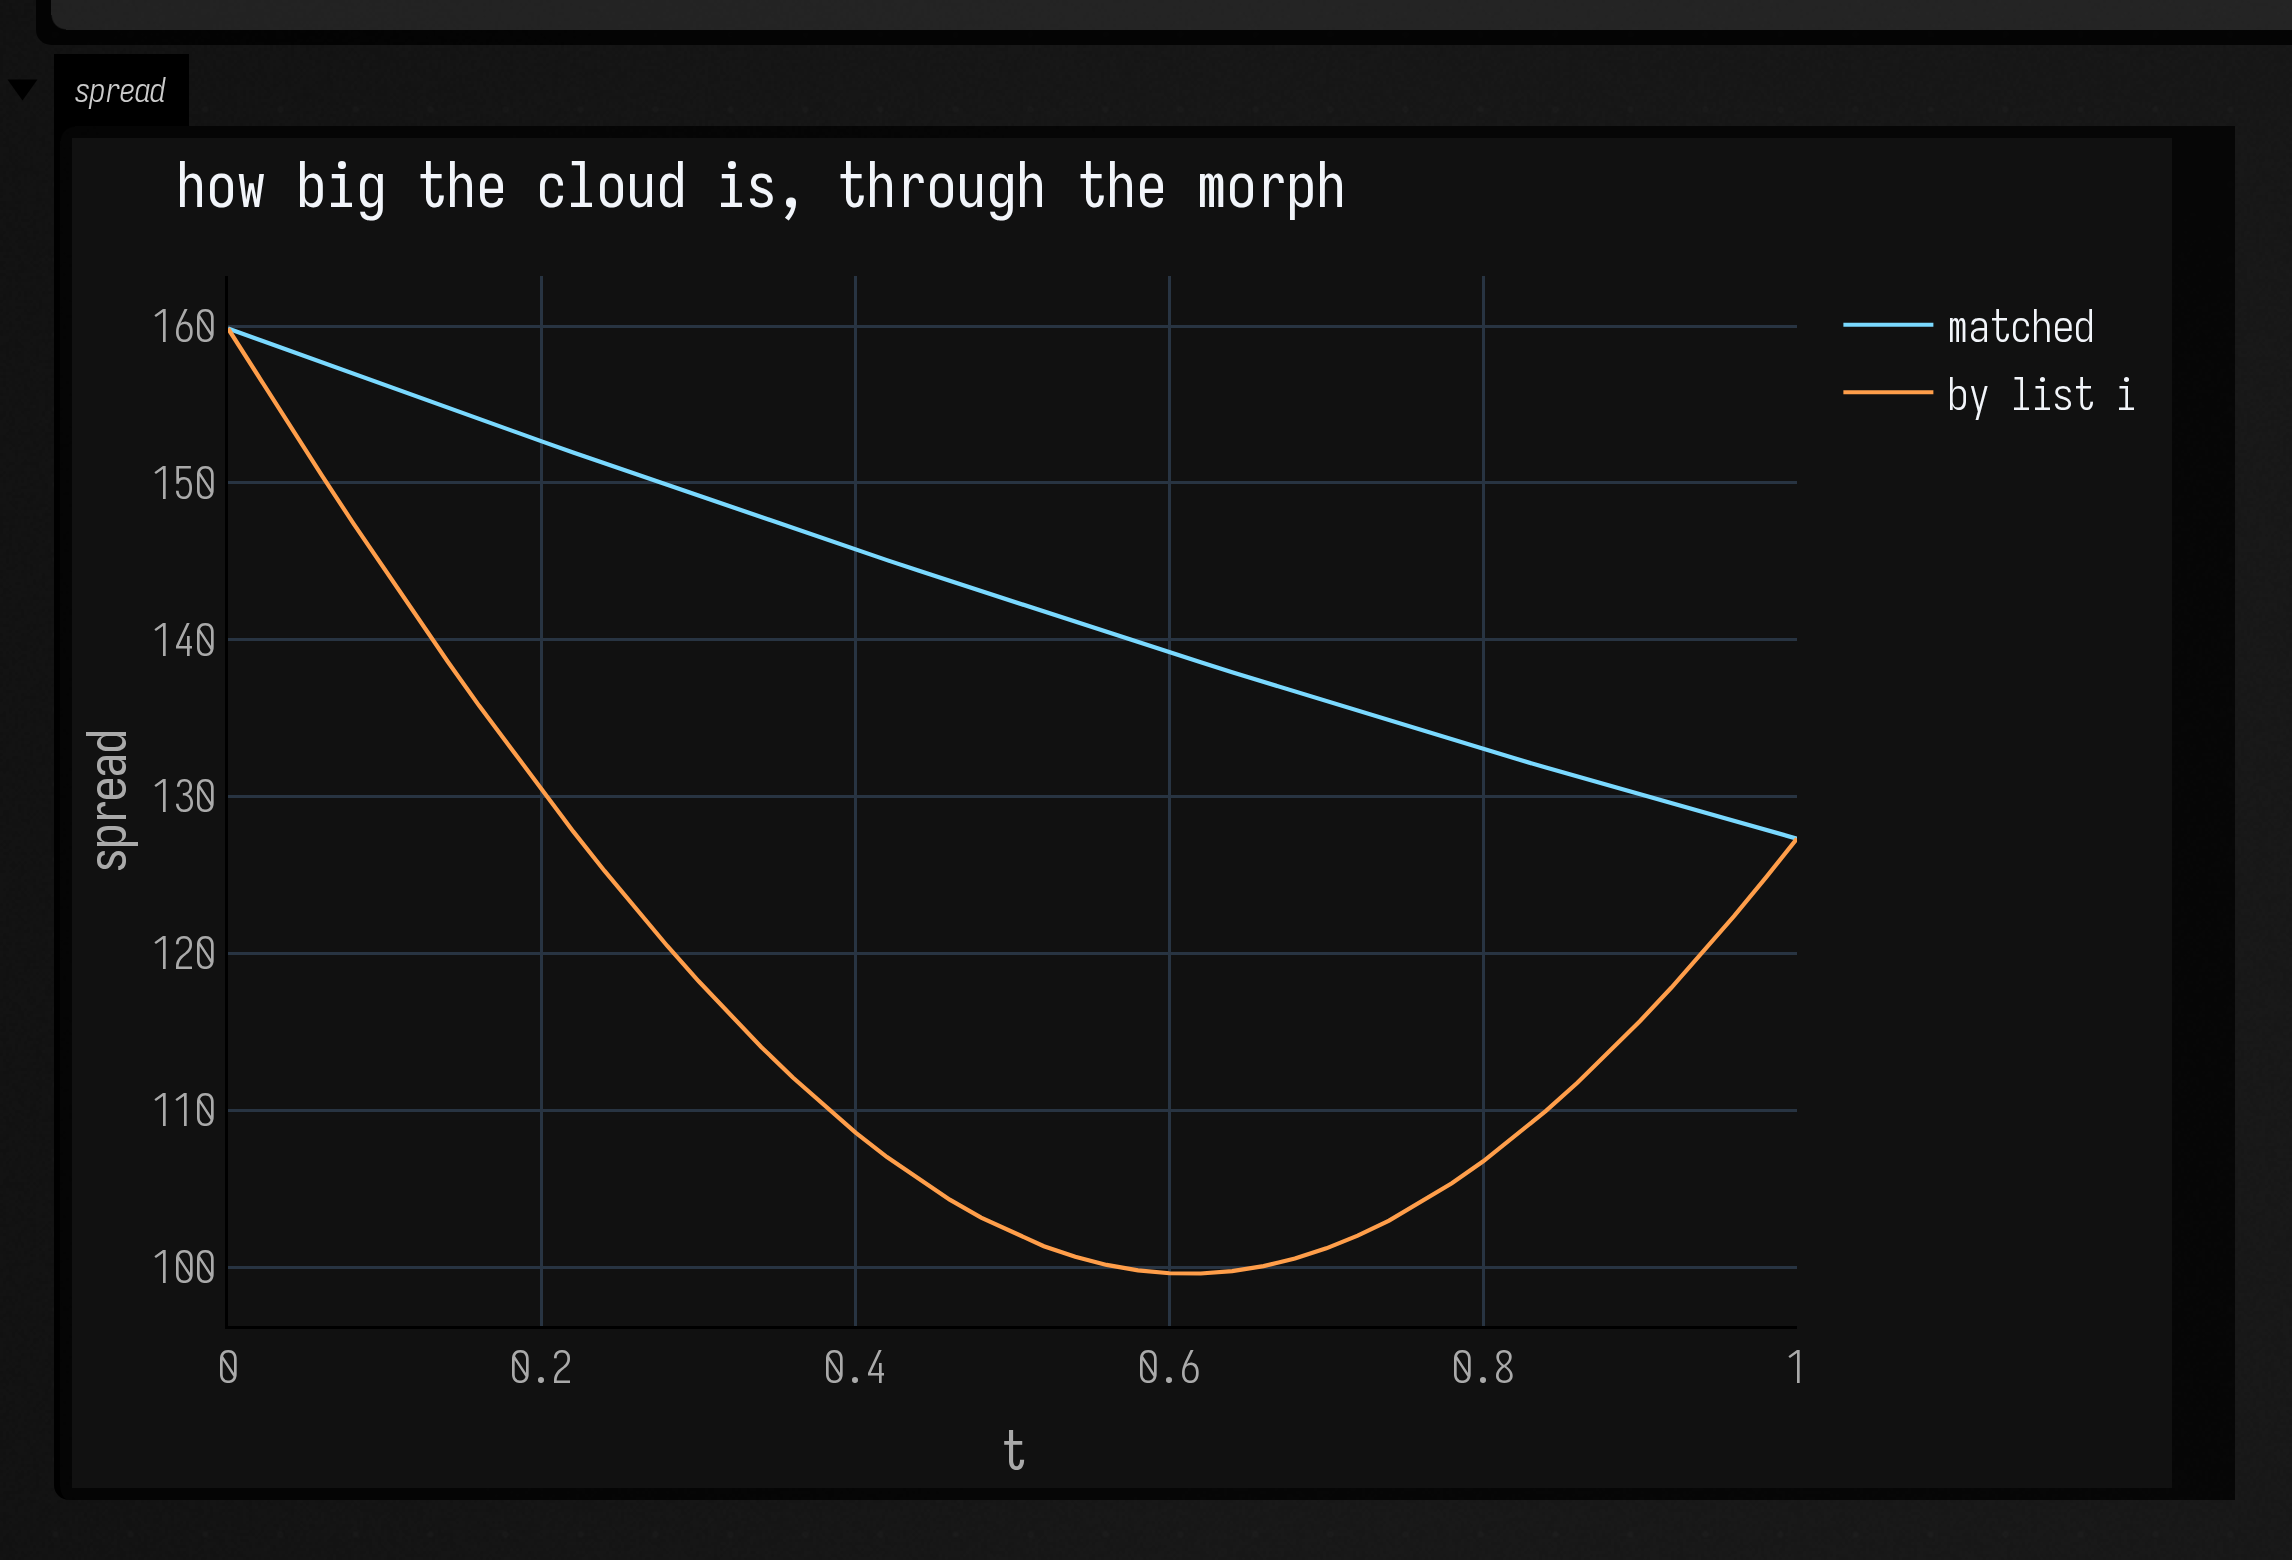 spread
how big the cloud is, through the morph
160
150
140
130
120
110
100
spread
0
0.2
0.4
0.6
0.8
1
t
matched
by list i